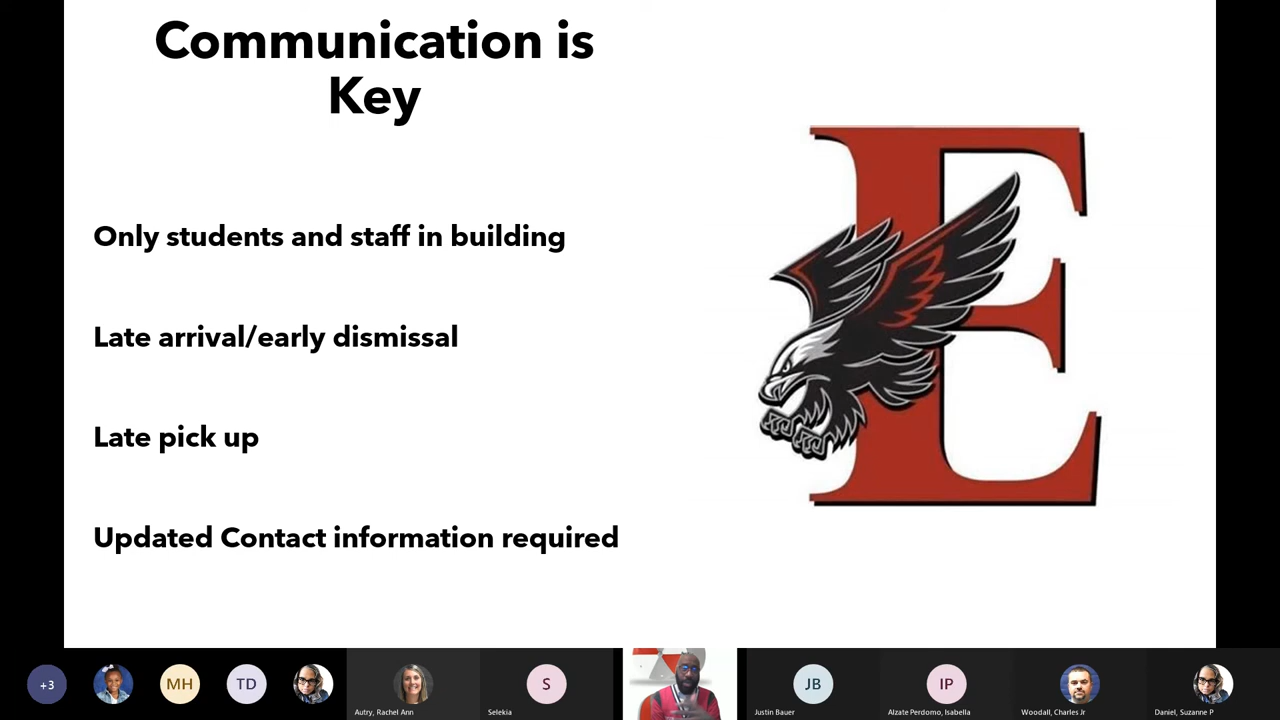 Communication is
Key
Only students and staff in building
Late arrival/early dismissal
Late pick up
Updated Contact information required
E
+3
MH
TD
Autry, Rachel Ann
S
Selekia
JB
Justin Bauer
IP
Alzate Perdomo, Isabella
Woodall, Charles Jr
Daniel, Suzanne P